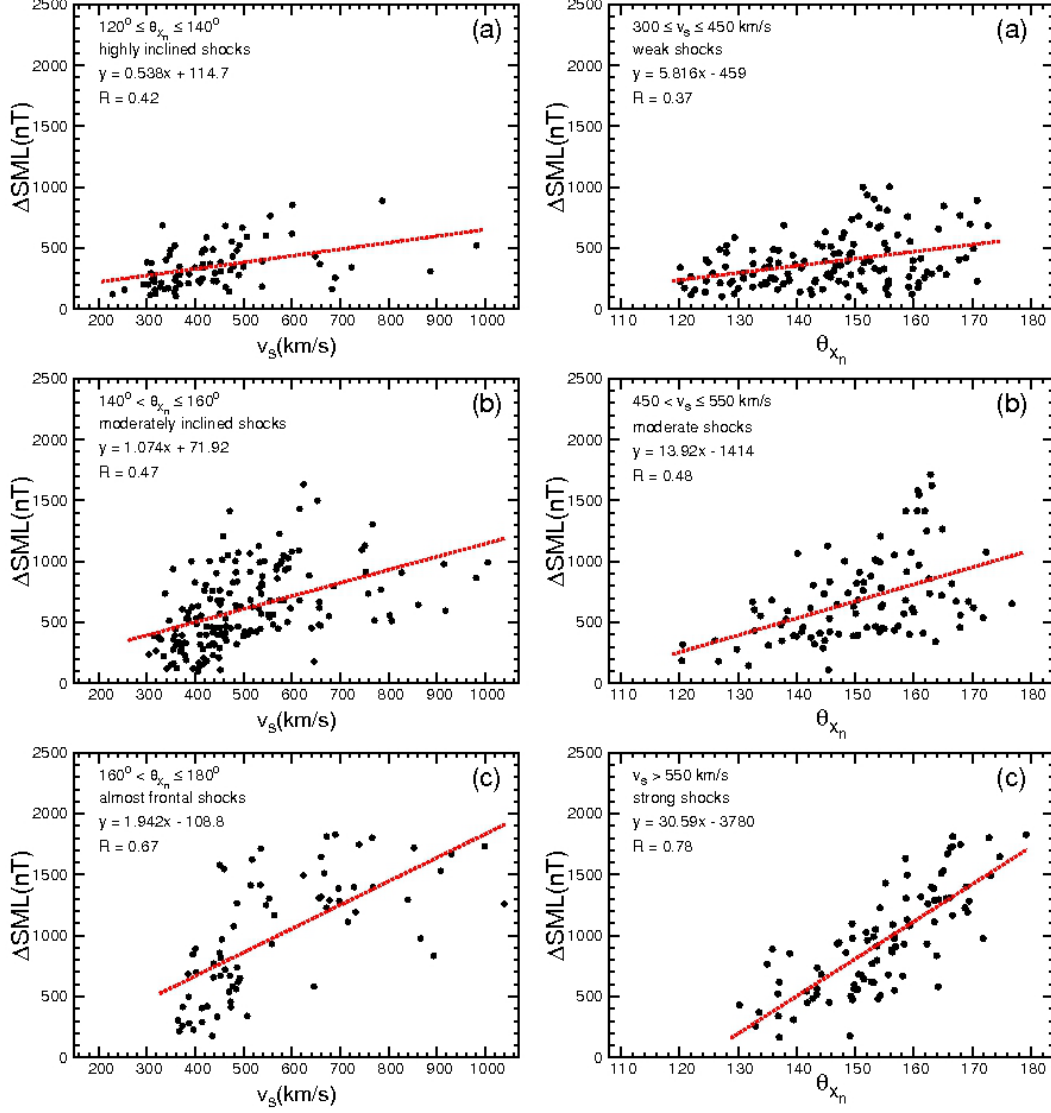 120° ≤ θxn ≤ 140°
(a)
highly inclined shocks
y = 0.538x + 114.7
R = 0.42
2500
2000
1500
1000
500
0
ΔSML(nT)
200 300 400 500 600 700 800 900 1000
vs(km/s)
300 ≤ vs ≤ 450 km/s
(a)
weak shocks
y = 5.816x - 459
R = 0.37
2500
2000
1500
1000
500
0
ΔSML(nT)
110 120 130 140 150 160 170 180
θxn
140° < θxn ≤ 160°
(b)
moderately inclined shocks
y = 1.074x + 71.92
R = 0.47
2500
2000
1500
1000
500
0
ΔSML(nT)
200 300 400 500 600 700 800 900 1000
vs(km/s)
450 < vs ≤ 550 km/s
(b)
moderate shocks
y = 13.92x - 1414
R = 0.48
2500
2000
1500
1000
500
0
ΔSML(nT)
110 120 130 140 150 160 170 180
θxn
160° < θxn ≤ 180°
(c)
almost frontal shocks
y = 1.942x - 108.8
R = 0.67
2500
2000
1500
1000
500
0
ΔSML(nT)
200 300 400 500 600 700 800 900 1000
vs(km/s)
vs > 550 km/s
(c)
strong shocks
y = 30.59x - 3780
R = 0.78
2500
2000
1500
1000
500
0
ΔSML(nT)
110 120 130 140 150 160 170 180
θxn